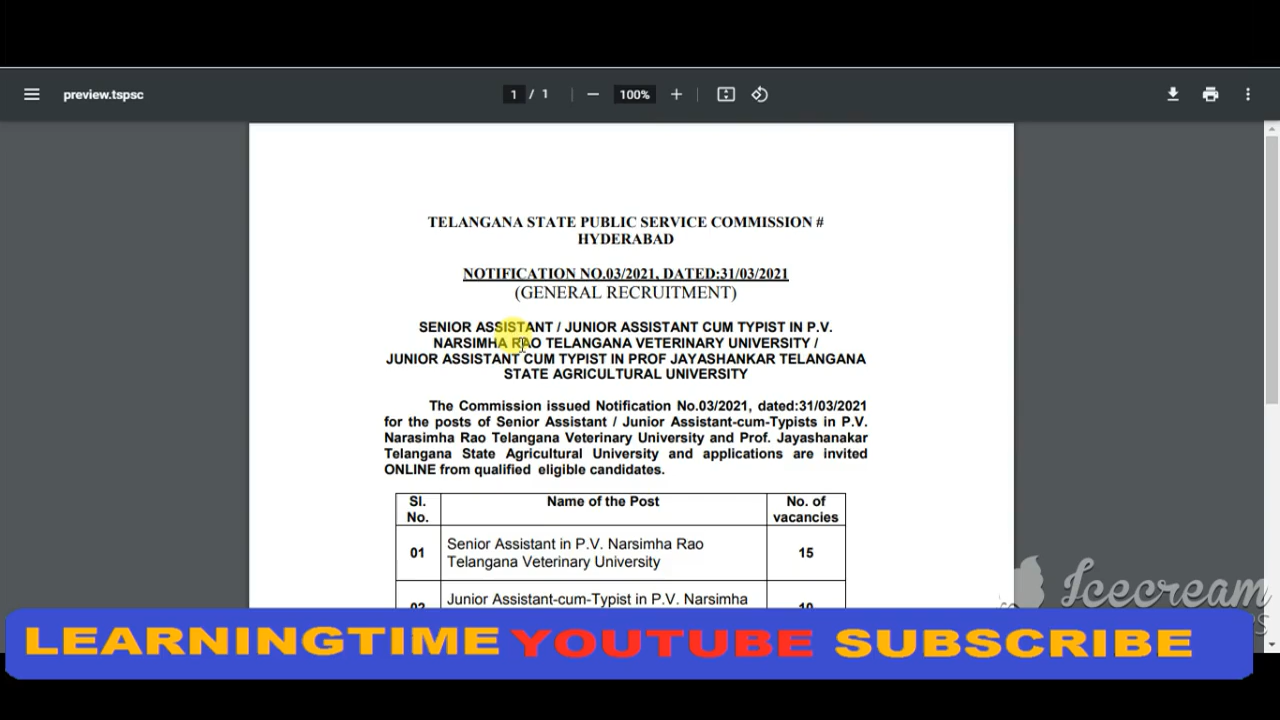 preview.tspsc
1 / 1
100%
TELANGANA STATE PUBLIC SERVICE COMMISSION #
HYDERABAD
NOTIFICATION NO.03/2021, DATED:31/03/2021
(GENERAL RECRUITMENT)
SENIOR ASSISTANT / JUNIOR ASSISTANT CUM TYPIST IN P.V.
NARSIMHA RAO TELANGANA VETERINARY UNIVERSITY /
JUNIOR ASSISTANT CUM TYPIST IN PROF JAYASHANKAR TELANGANA
STATE AGRICULTURAL UNIVERSITY
The Commission issued Notification No.03/2021, dated:31/03/2021
for the posts of Senior Assistant / Junior Assistant-cum-Typists in P.V.
Narasimha Rao Telangana Veterinary University and Prof. Jayashanakar
Telangana State Agricultural University and applications are invited
ONLINE from qualified eligible candidates.
Sl. No. Name of the Post No. of vacancies
01 Senior Assistant in P.V. Narsimha Rao 15
Telangana Veterinary University
02 Junior Assistant-cum-Typist in P.V. Narsimha 10
Icecream
LEARNINGTIME YOUTUBE SUBSCRIBE